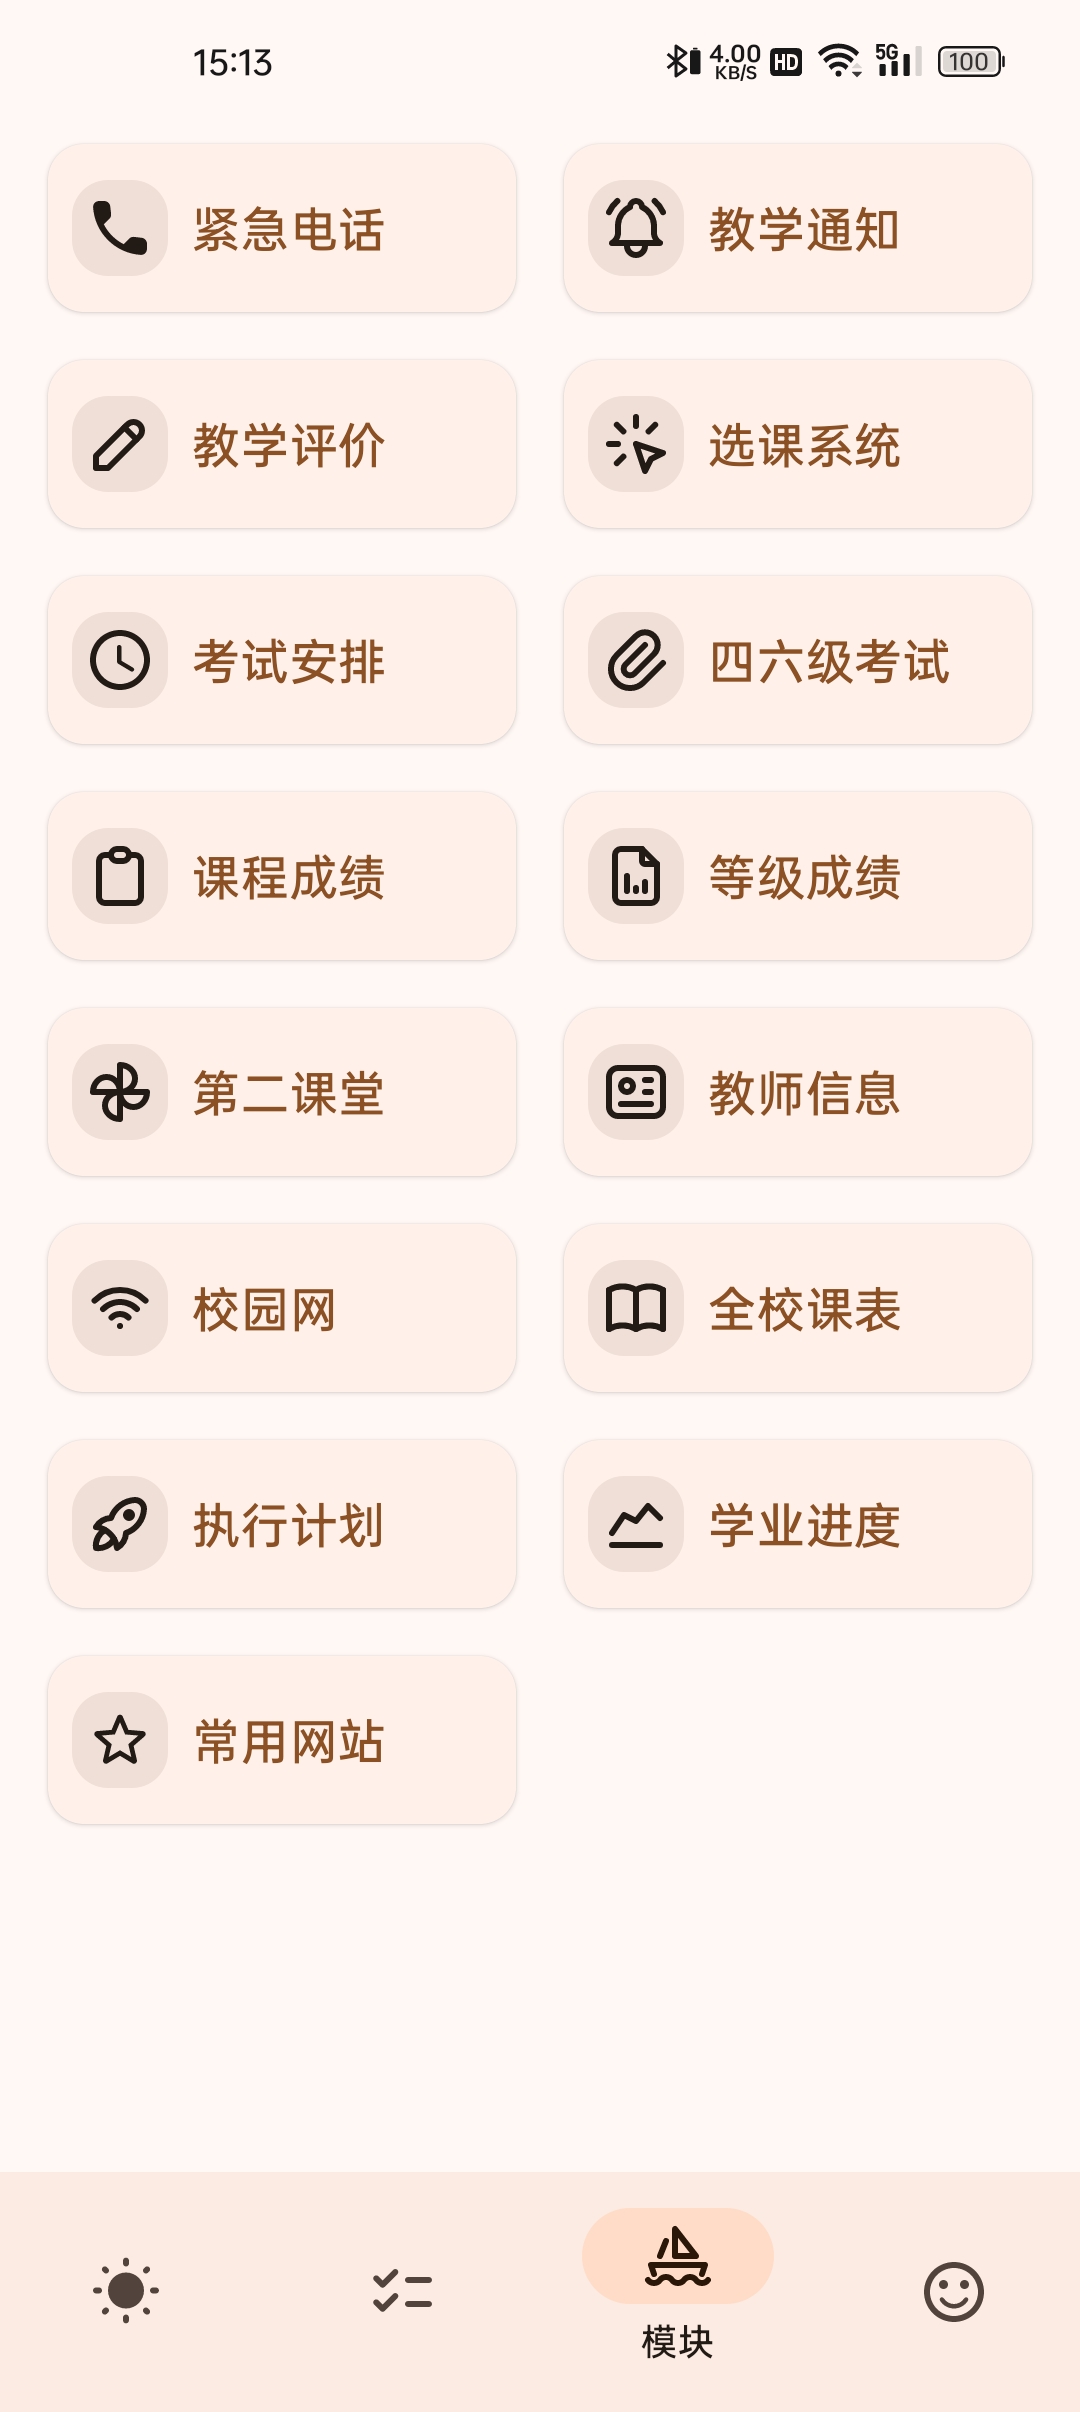 15:13 4.00 KB/S HD 5G 100
紧急电话 教学通知
教学评价 选课系统
考试安排 四六级考试
课程成绩 等级成绩
第二课堂 教师信息
校园网 全校课表
执行计划 学业进度
常用网站
模块